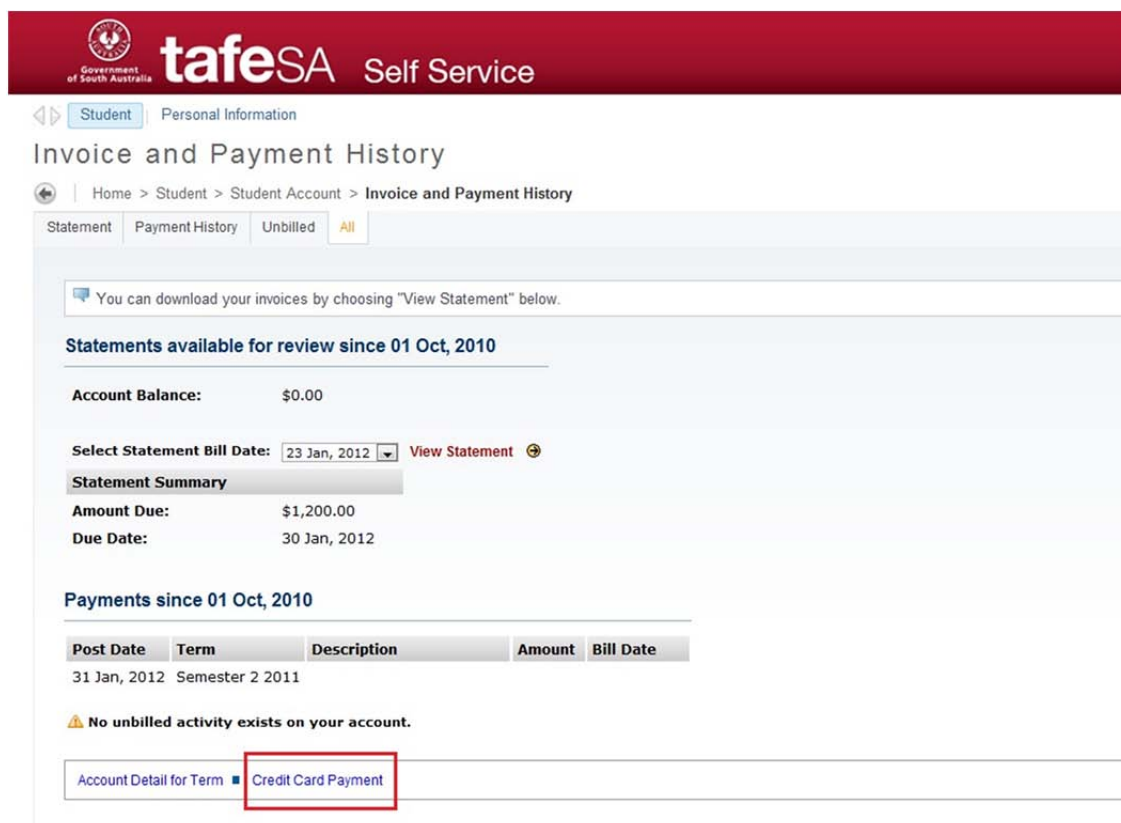 Government
of South Australia
tafeSA Self Service
Student Personal Information
Invoice and Payment History
Home > Student > Student Account > Invoice and Payment History
Statement Payment History Unbilled All
You can download your invoices by choosing "View Statement" below.
Statements available for review since 01 Oct, 2010
Account Balance: $0.00
Select Statement Bill Date: 23 Jan, 2012 View Statement
Statement Summary
Amount Due: $1,200.00
Due Date: 30 Jan, 2012
Payments since 01 Oct, 2010
Post Date Term Description Amount Bill Date
31 Jan, 2012 Semester 2 2011
No unbilled activity exists on your account.
Account Detail for Term Credit Card Payment